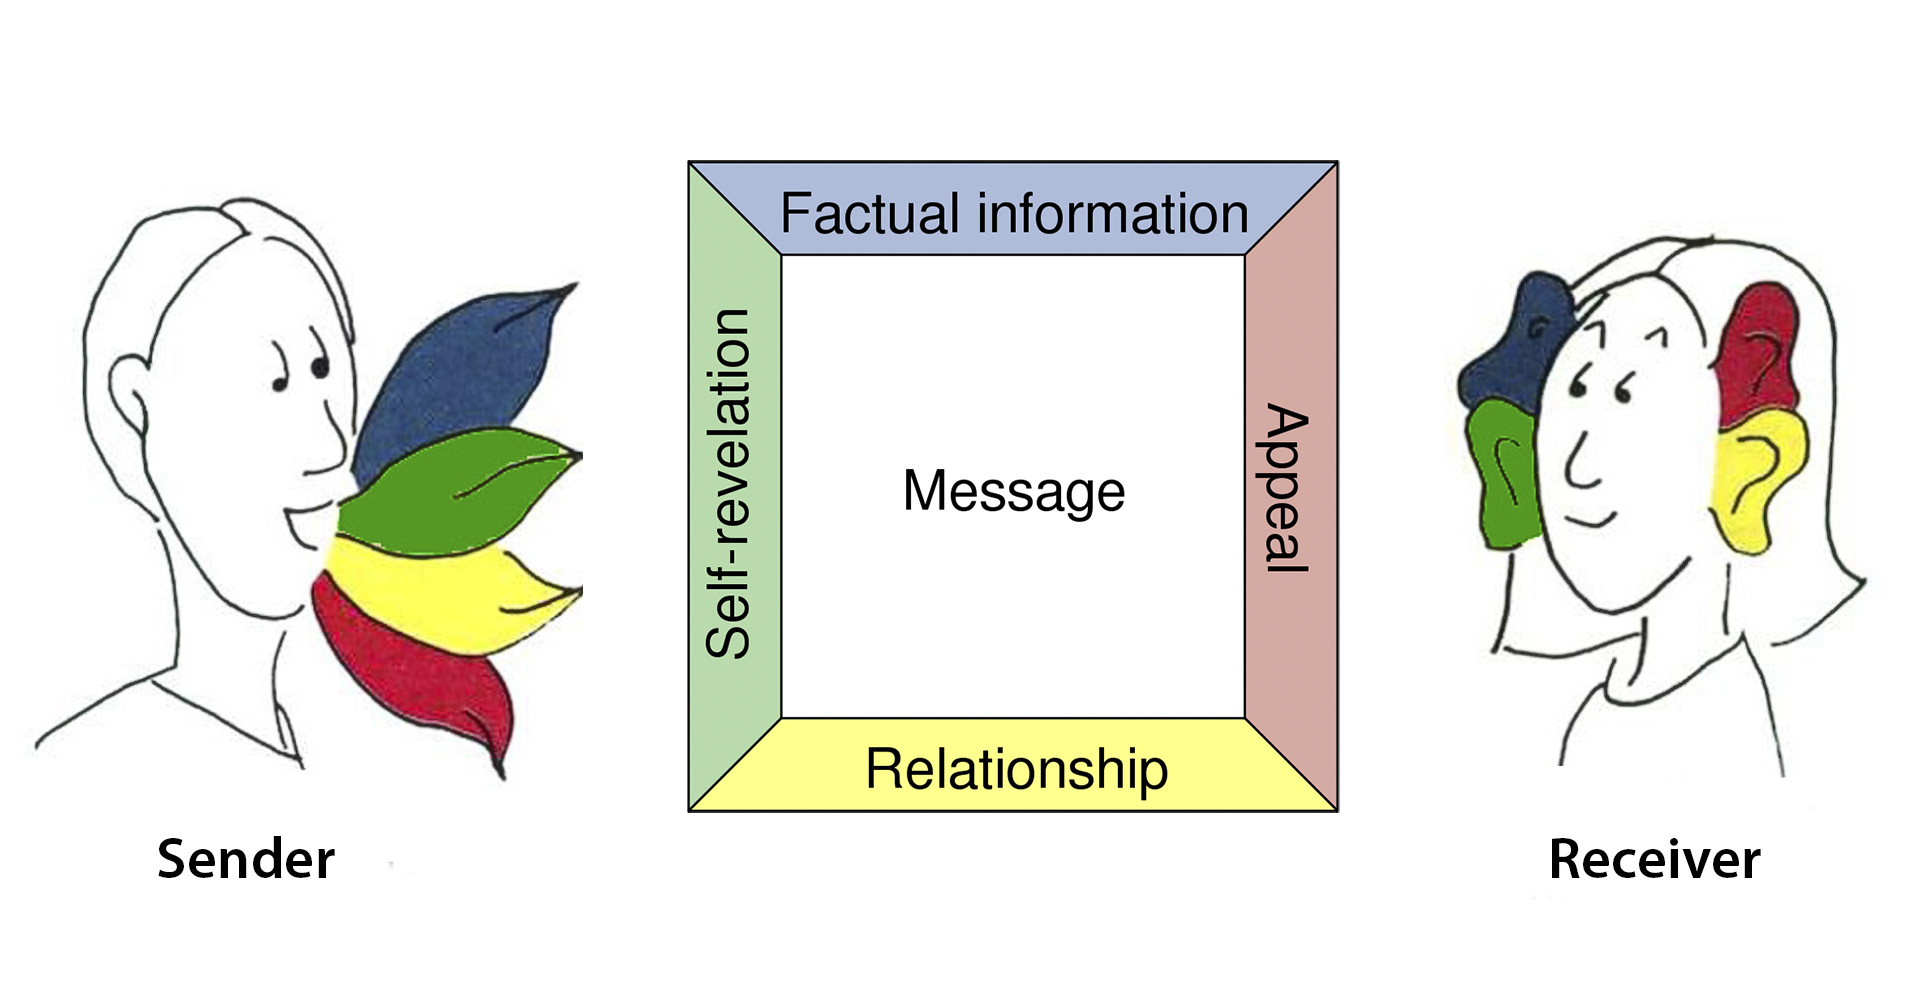 Factual information
Self-revelation
Message
Appeal
Relationship
Sender
Receiver